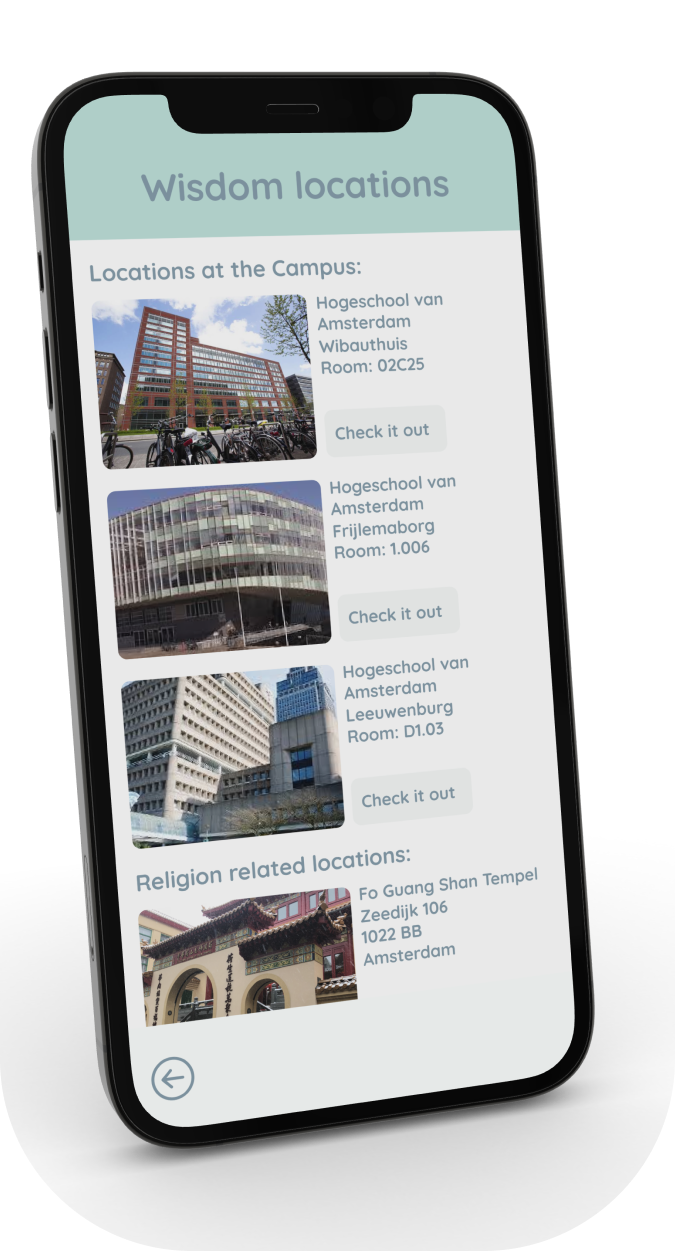 Wisdom locations
Locations at the Campus:
Hogeschool van
Amsterdam
Wibauthuis
Room: 02C25
Check it out
Hogeschool van
Amsterdam
Frijlemaborg
Room: 1.006
Check it out
Hogeschool van
Amsterdam
Leeuwenburg
Room: D1.03
Check it out
Religion related locations:
Fo Guang Shan Tempel
Zeedijk 106
1022 BB
Amsterdam